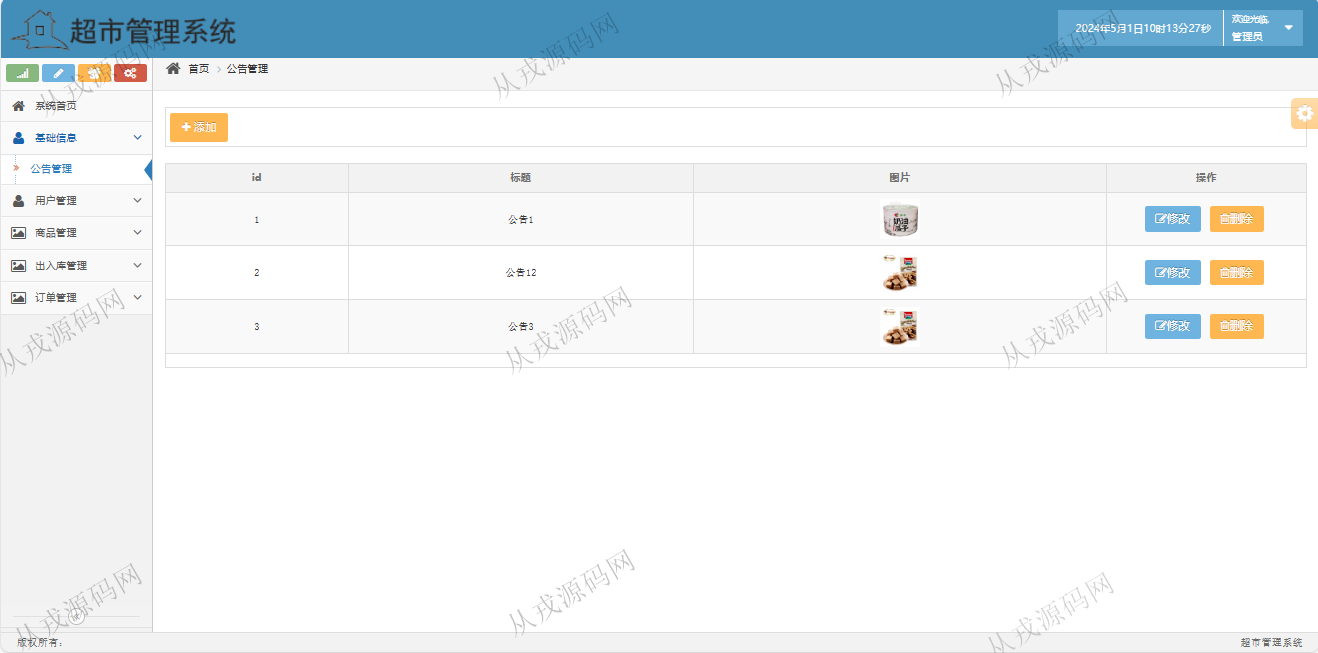 超市管理系统
2024年5月1日10时13分27秒
欢迎光临,
管理员
首页 > 公告管理
系统首页
基础信息
» 公告管理
用户管理
商品管理
出入库管理
订单管理
+ 添加
id 标题 图片 操作
1 公告1 修改 删除
奶油
瓜子
2 公告12 修改 删除
3 公告3 修改 删除
版权所有:
超市管理系统
从戎源码网
从戎源码网
从戎源码网
从戎源码网
从戎源码网
从戎源码网
从戎源码网
从戎源码网
从戎源码网